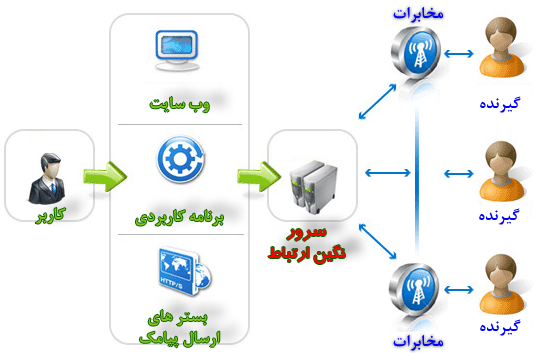 مخابرات
گیرنده
وب سایت
برنامه کاربردی
کاربر
سرور
نگین ارتباط
گیرنده
HTTP/S
بستر های
ارسال پیامک
مخابرات
گیرنده